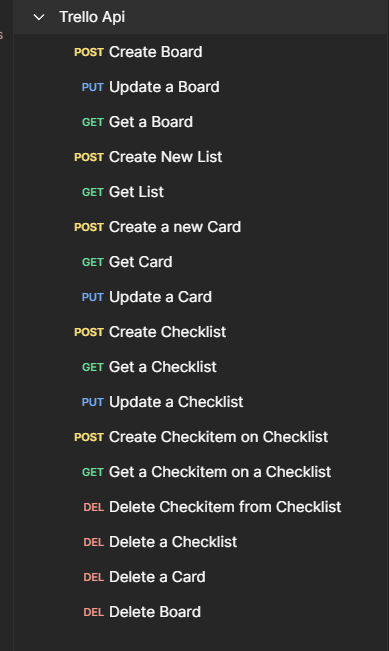 Trello Api
POST Create Board
PUT Update a Board
GET Get a Board
POST Create New List
GET Get List
POST Create a new Card
GET Get Card
PUT Update a Card
POST Create Checklist
GET Get a Checklist
PUT Update a Checklist
POST Create Checkitem on Checklist
GET Get a Checkitem on a Checklist
DEL Delete Checkitem from Checklist
DEL Delete a Checklist
DEL Delete a Card
DEL Delete Board